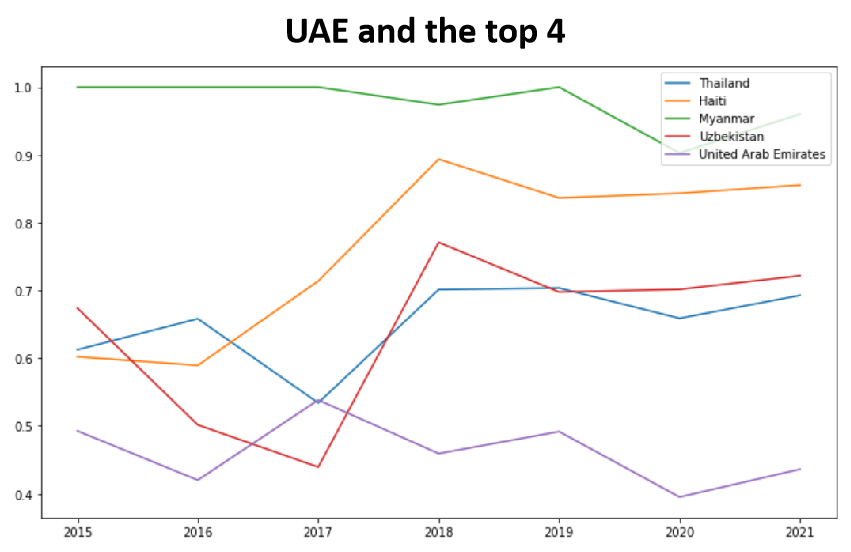 UAE and the top 4
1.0
0.9
0.8
0.7
0.6
0.5
0.4
Thailand
Haiti
Myanmar
Uzbekistan
United Arab Emirates
2015 2016 2017 2018 2019 2020 2021